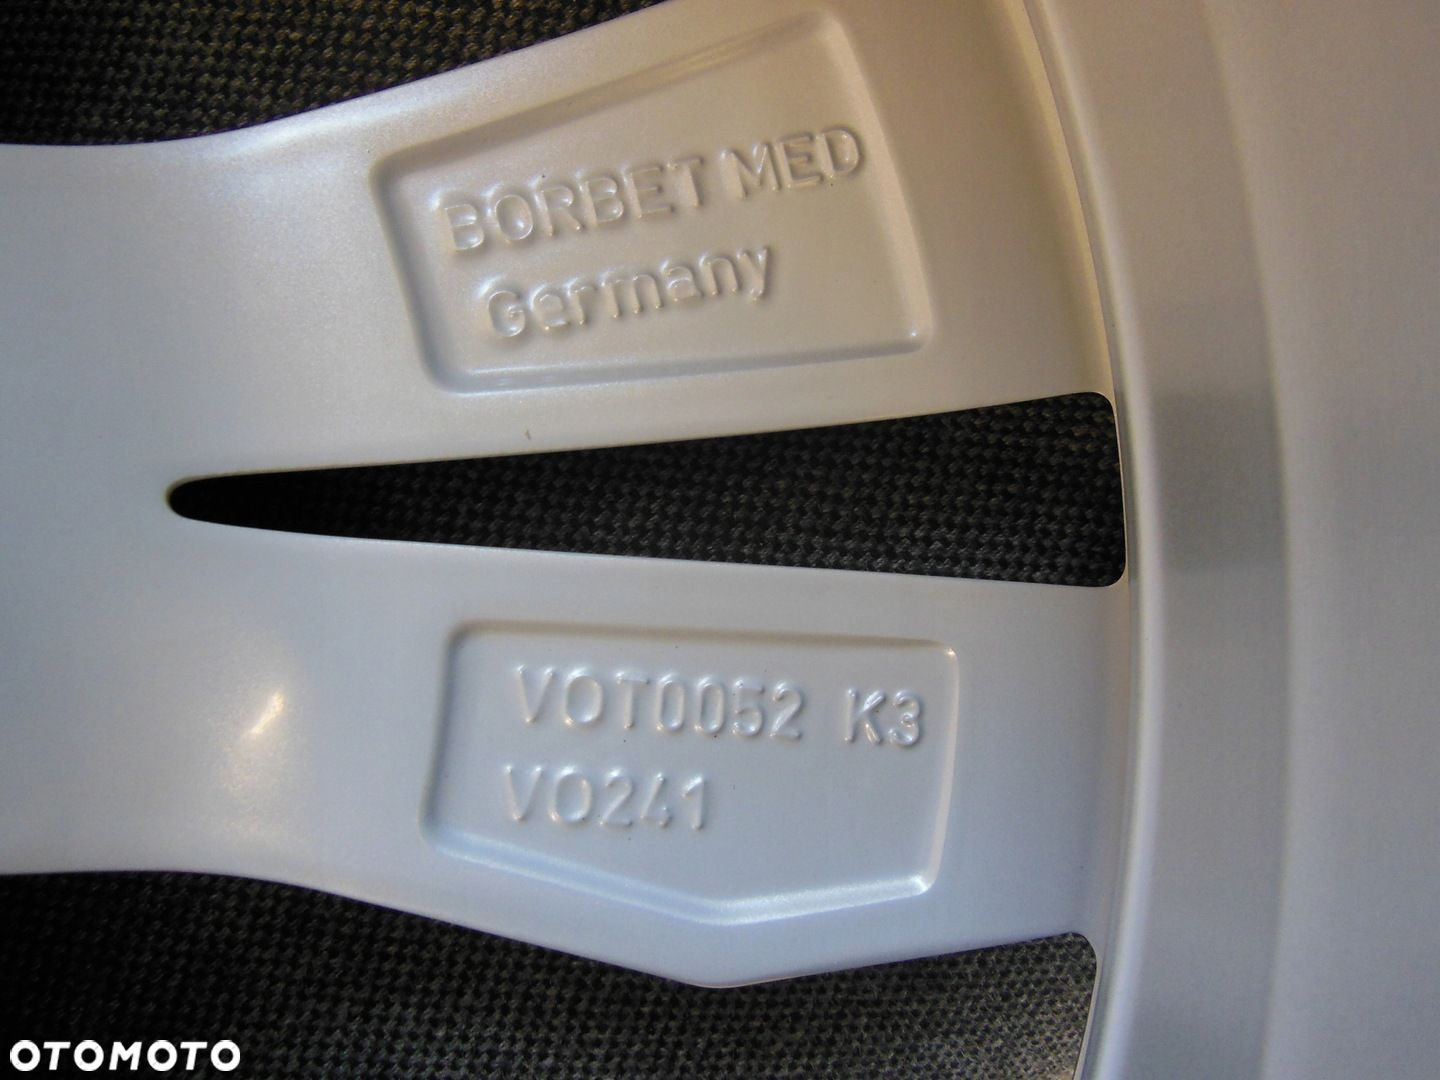 BORBET MED
Germany
VOT0052 K3
VO241
OTOMOTO